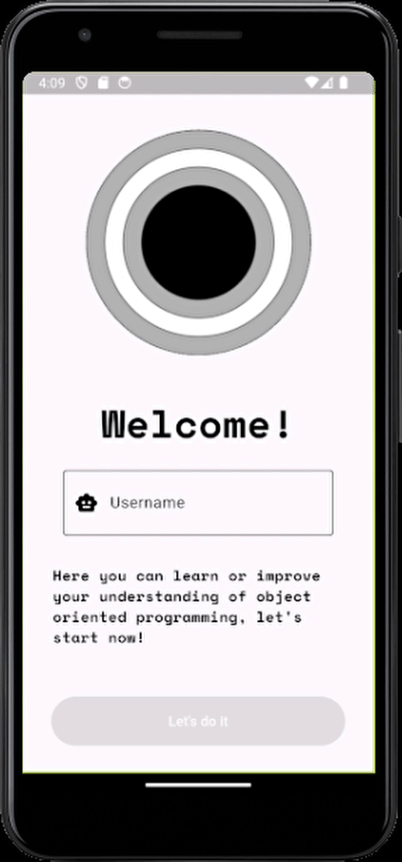 4:09
Welcome!
Username
Here you can learn or improve
your understanding of object
oriented programming, let's
start now!
Let's do it